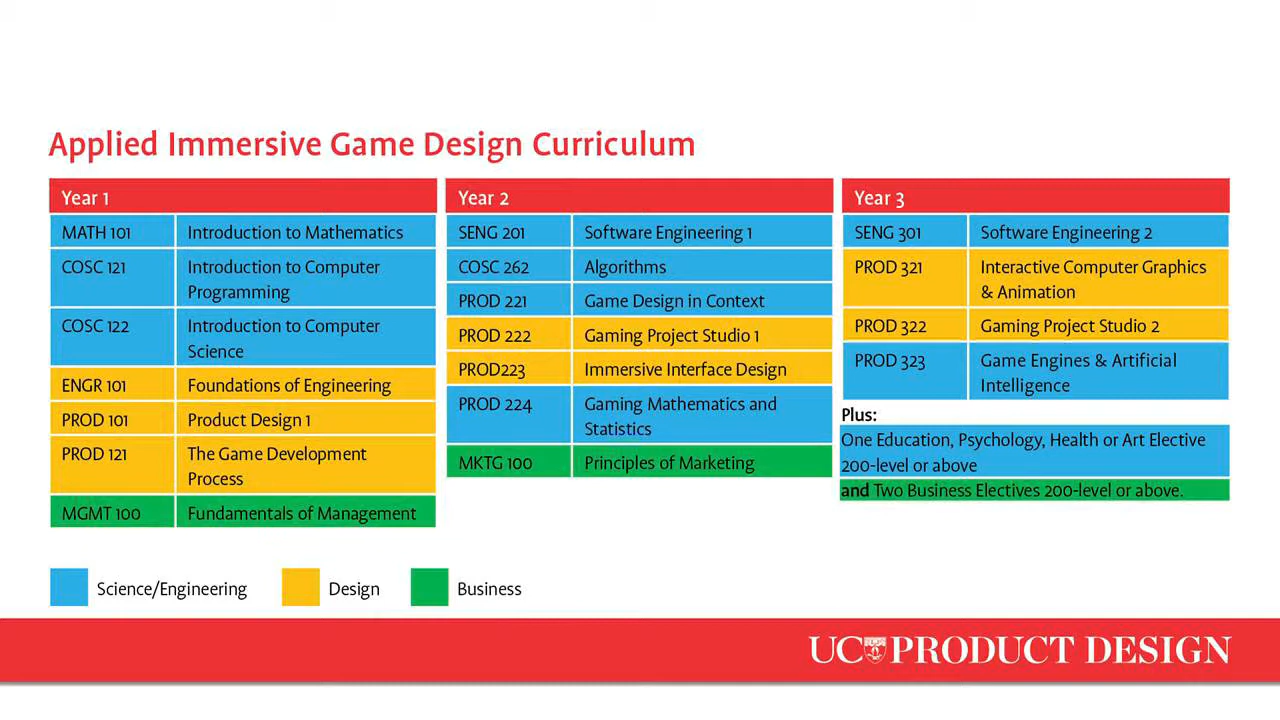 Applied Immersive Game Design Curriculum
Year 1
MATH 101 Introduction to Mathematics
COSC 121 Introduction to Computer
Programming
COSC 122 Introduction to Computer
Science
ENGR 101 Foundations of Engineering
PROD 101 Product Design 1
PROD 121 The Game Development
Process
MGMT 100 Fundamentals of Management
Year 2
SENG 201 Software Engineering 1
COSC 262 Algorithms
PROD 221 Game Design in Context
PROD 222 Gaming Project Studio 1
PROD223 Immersive Interface Design
PROD 224 Gaming Mathematics and
Statistics
MKTG 100 Principles of Marketing
Year 3
SENG 301 Software Engineering 2
PROD 321 Interactive Computer Graphics
& Animation
PROD 322 Gaming Project Studio 2
PROD 323 Game Engines & Artificial
Intelligence
Plus:
One Education, Psychology, Health or Art Elective
200-level or above
and Two Business Electives 200-level or above.
Science/Engineering Design Business
UC PRODUCT DESIGN